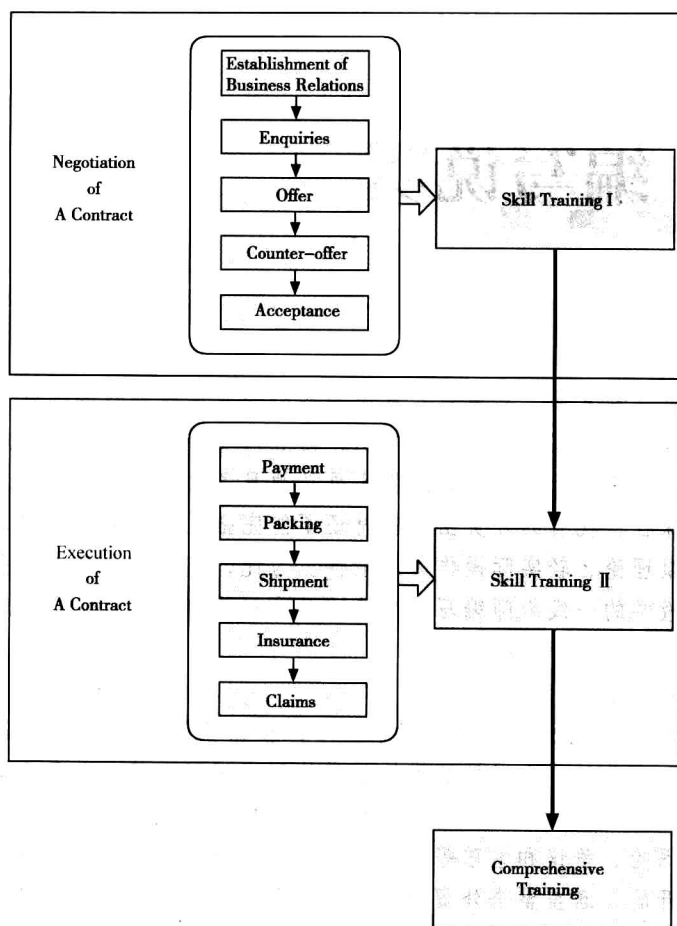 Establishment of
Business Relations
Enquiries
Negotiation
of
A Contract
Offer
Skill Training I
Counter-offer
Acceptance
Payment
Packing
Execution
of
A Contract
Shipment
Skill Training II
Insurance
Claims
Comprehensive
Training